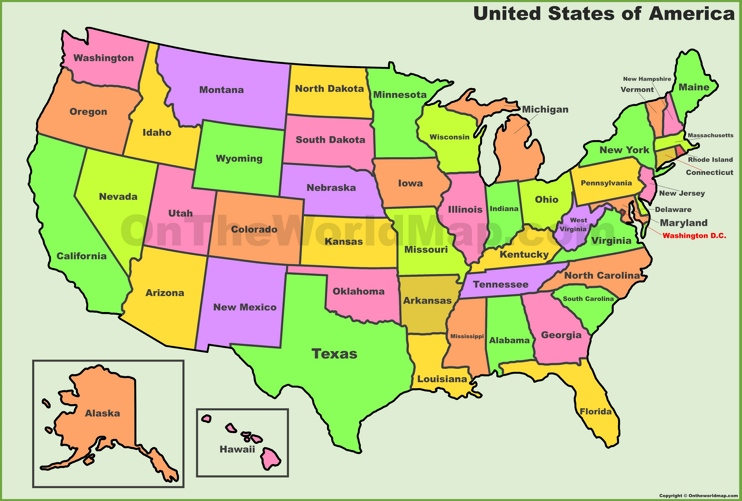 United States of America
Washington
Oregon
California
Nevada
Idaho
Montana
Wyoming
Utah
Colorado
Arizona
New Mexico
North Dakota
South Dakota
Nebraska
Kansas
Oklahoma
Texas
Minnesota
Iowa
Missouri
Arkansas
Louisiana
Wisconsin
Illinois
Michigan
Indiana
Ohio
Kentucky
Tennessee
Mississippi
Alabama
Georgia
Florida
South Carolina
North Carolina
Virginia
West
Virginia
Pennsylvania
New York
Vermont
New Hampshire
Maine
Massachusetts
Rhode Island
Connecticut
New Jersey
Delaware
Maryland
Washington D.C.
Alaska
Hawaii
OnTheWorldMap.com
Copyright © Ontheworldmap.com